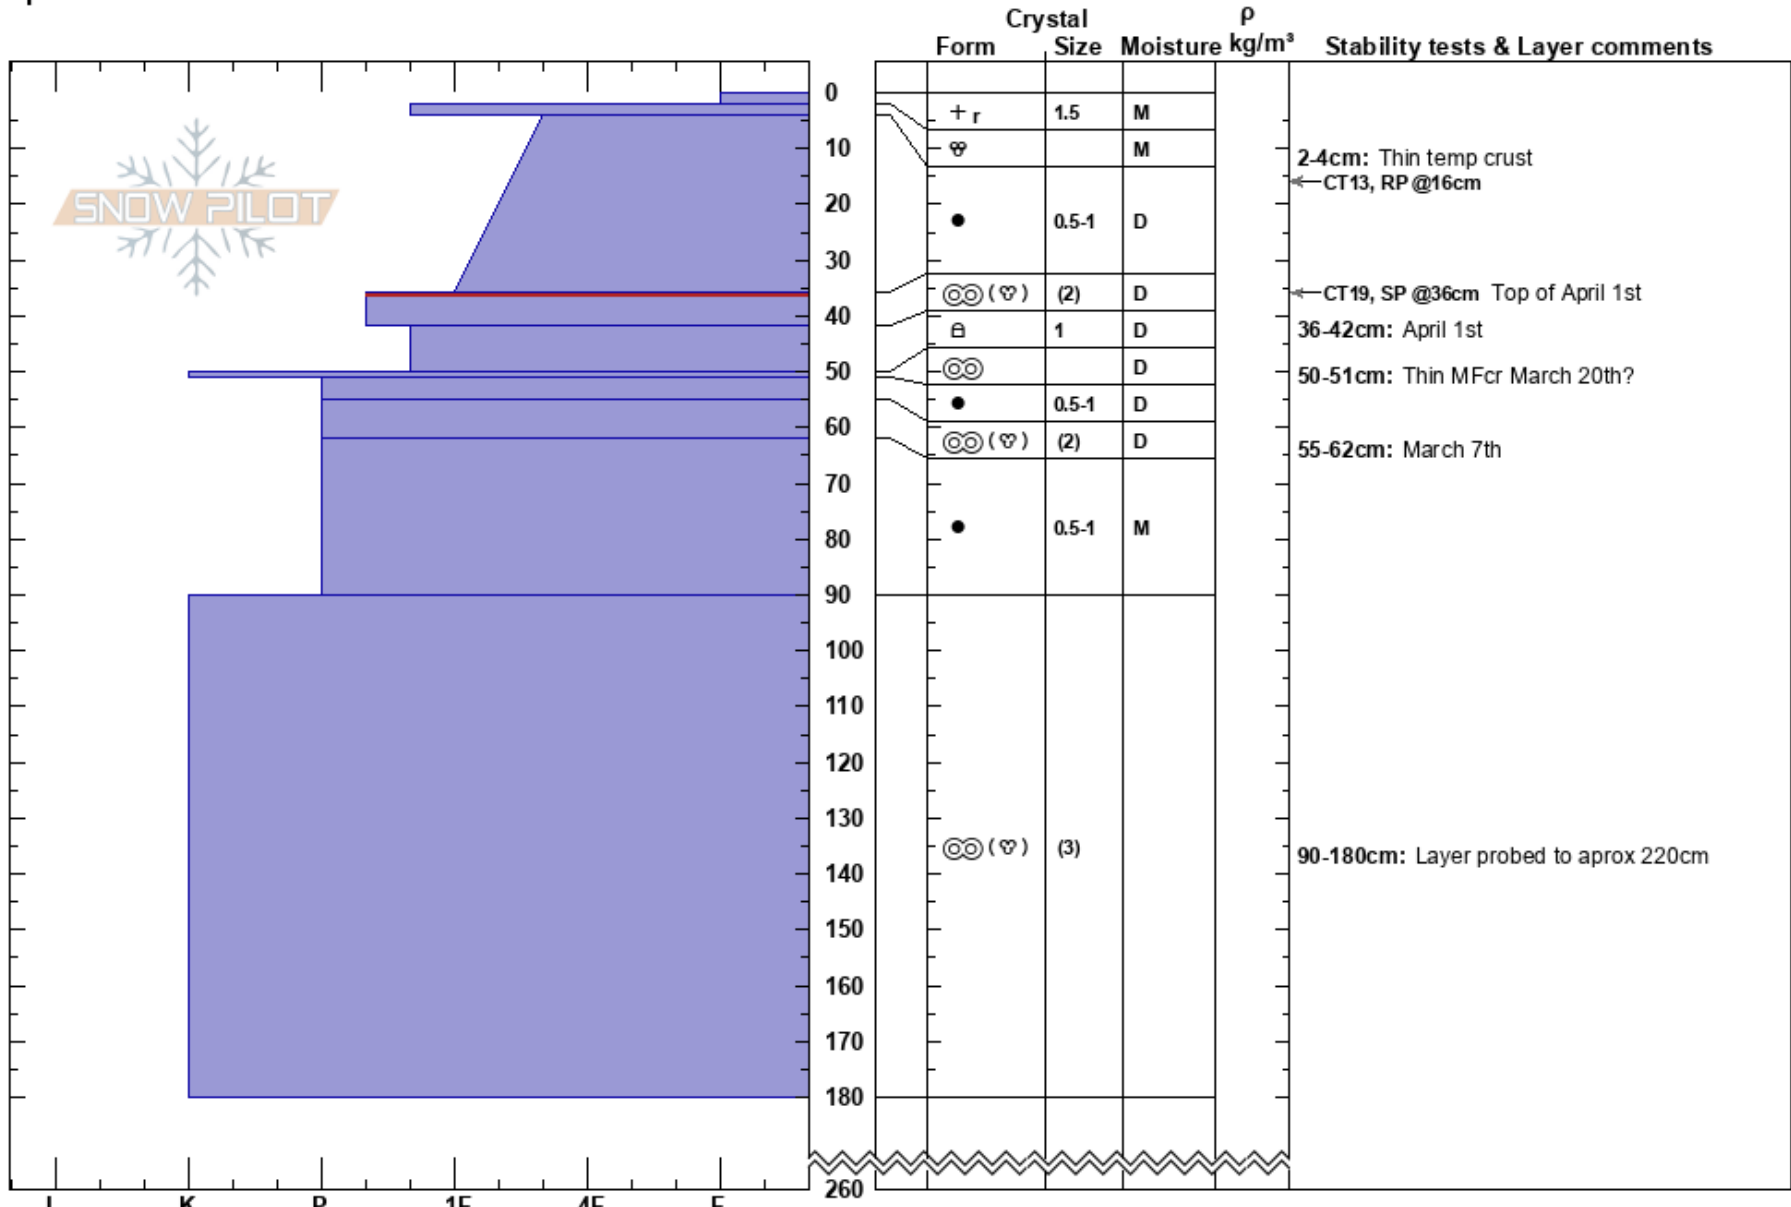 Crystal ρ
Form Size Moisture kg/m³ Stability tests & Layer comments
SNOW PILOT
0
+ r 1.5 M
10
M
2-4cm: Thin temp crust
CT13, RP @16cm
20
● 0.5-1 D
30
( ) (2) D
CT19, SP @36cm Top of April 1st
40
1 D
36-42cm: April 1st
50
D
50-51cm: Thin MFcr March 20th?
● 0.5-1 D
60
( ) (2) D
55-62cm: March 7th
70
● 0.5-1 M
80
90
100
110
120
130
( ) (3)
90-180cm: Layer probed to aprox 220cm
140
150
160
170
180
260
I K P 1F 4F F